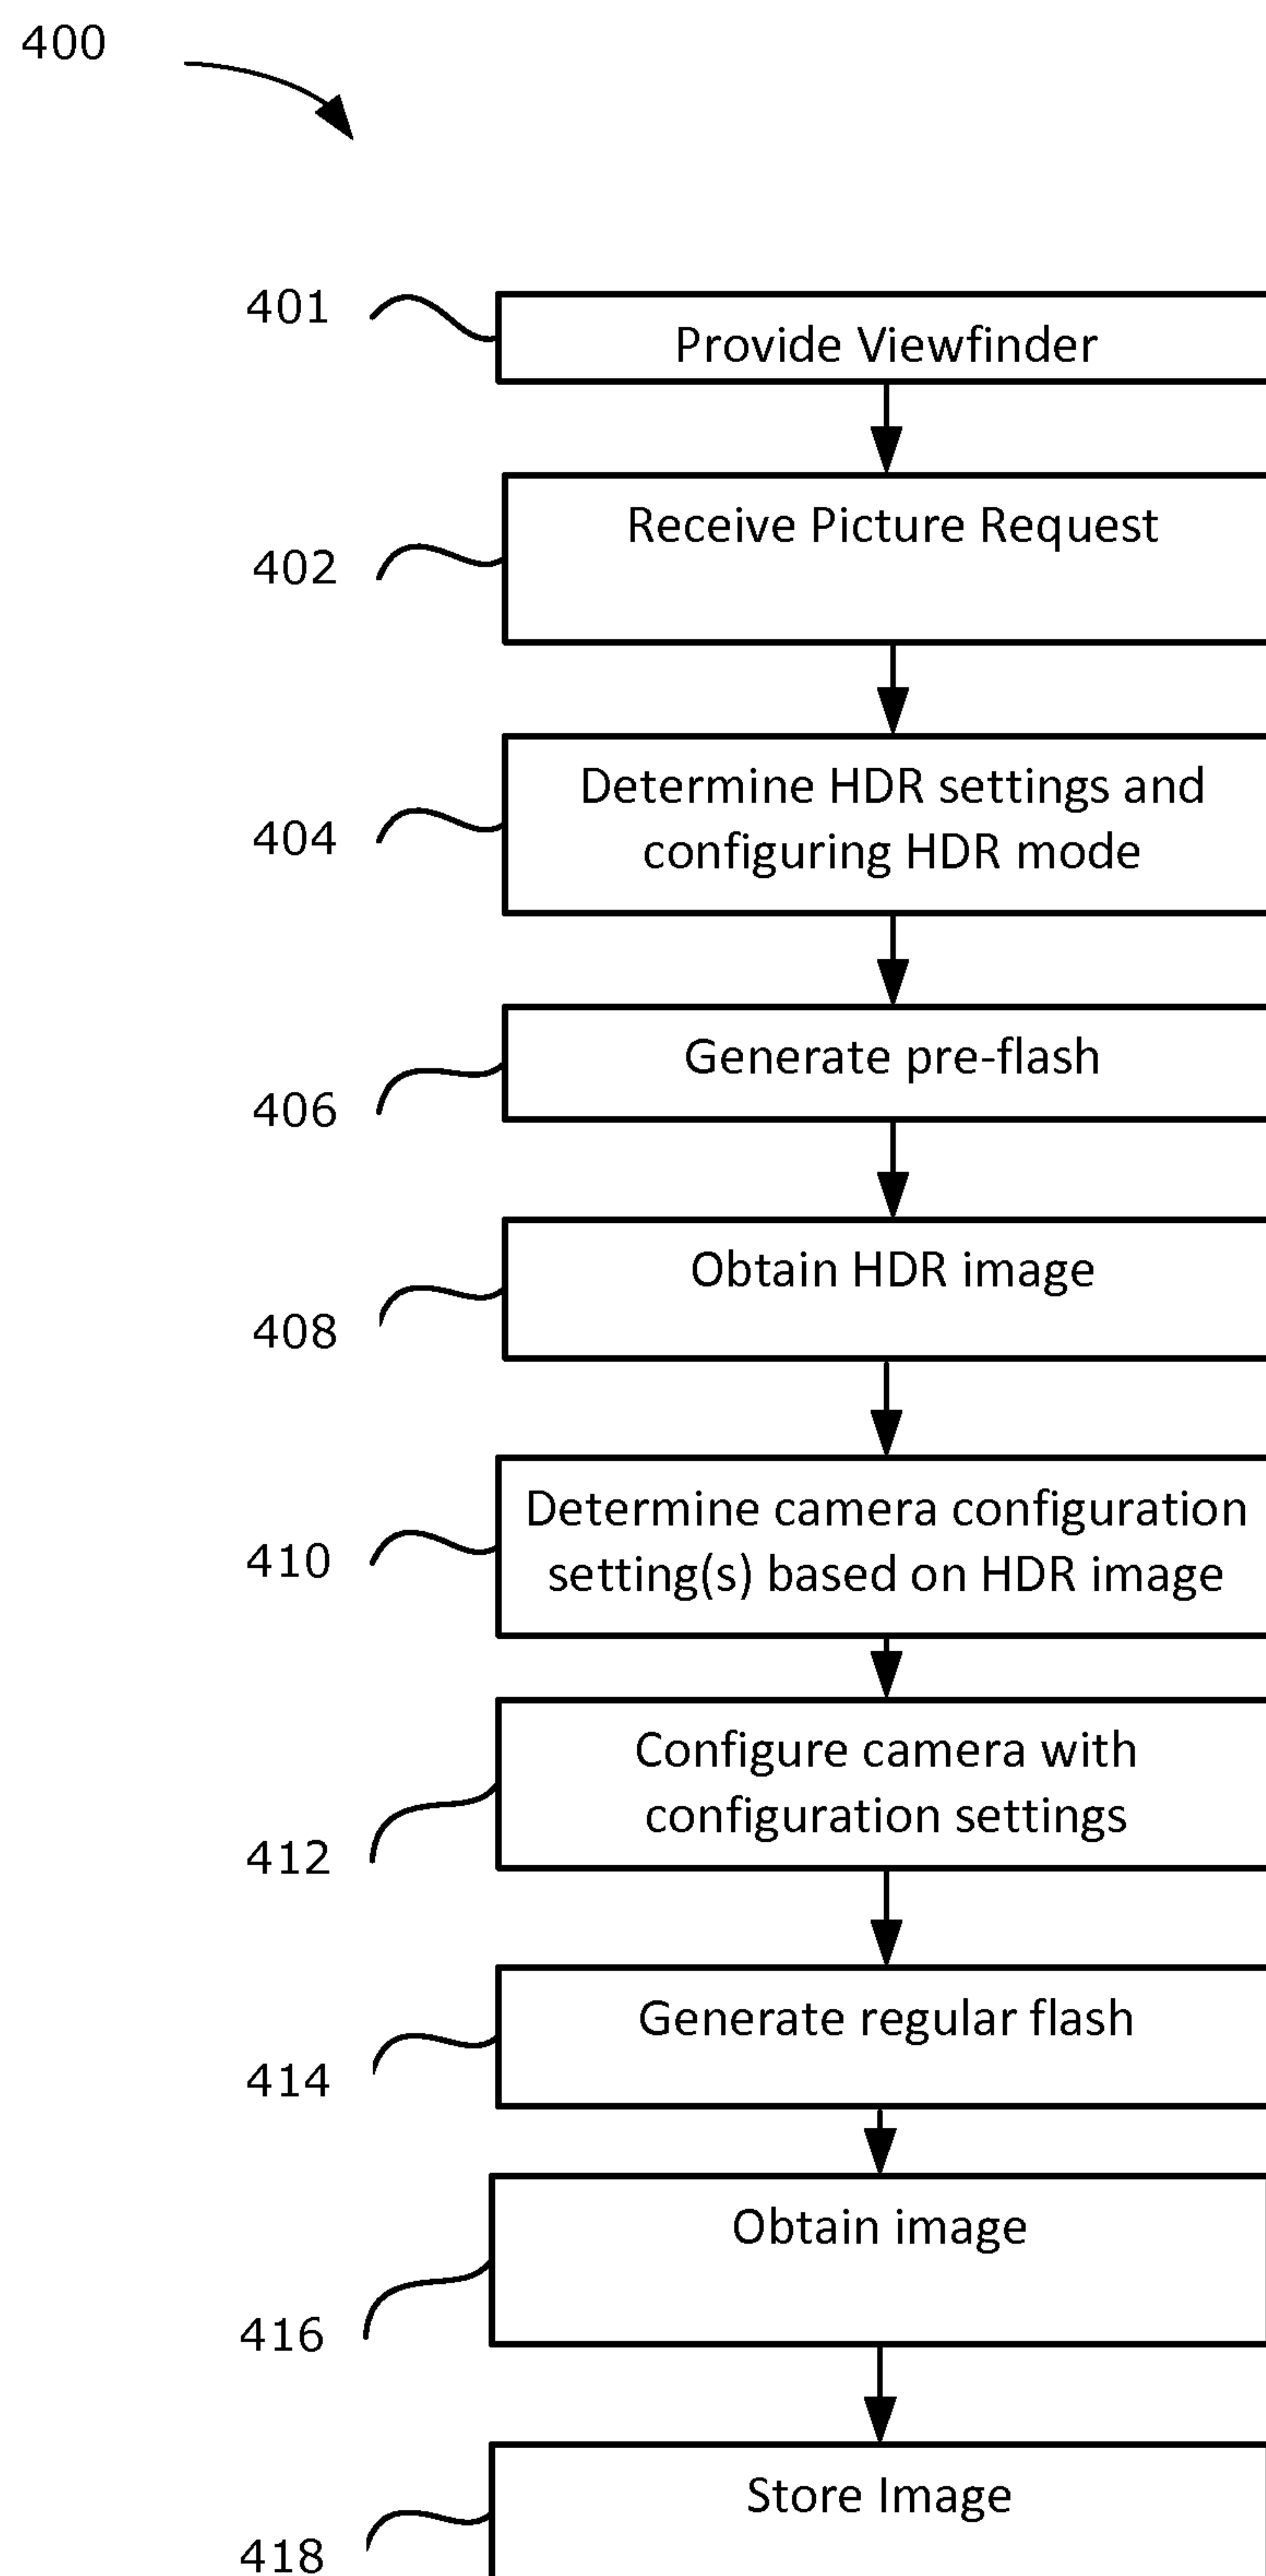 400
401
Provide Viewfinder
402
Receive Picture Request
404
Determine HDR settings and
configuring HDR mode
406
Generate pre-flash
408
Obtain HDR image
410
Determine camera configuration
setting(s) based on HDR image
412
Configure camera with
configuration settings
414
Generate regular flash
416
Obtain image
418
Store Image